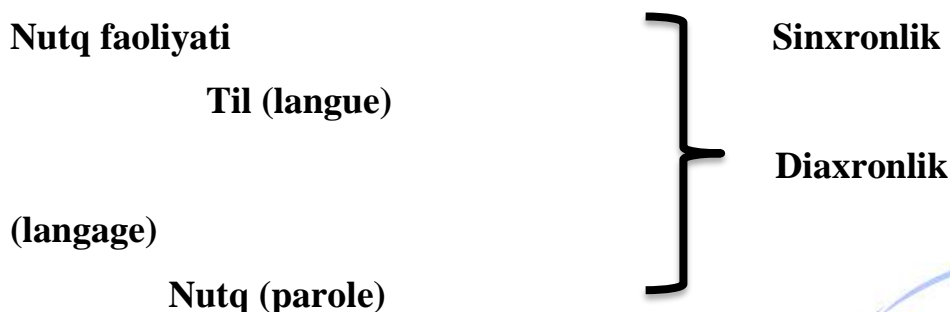 Nutq faoliyati Sinxronlik
Til (langue)
Diaxronlik
(langage)
Nutq (parole)